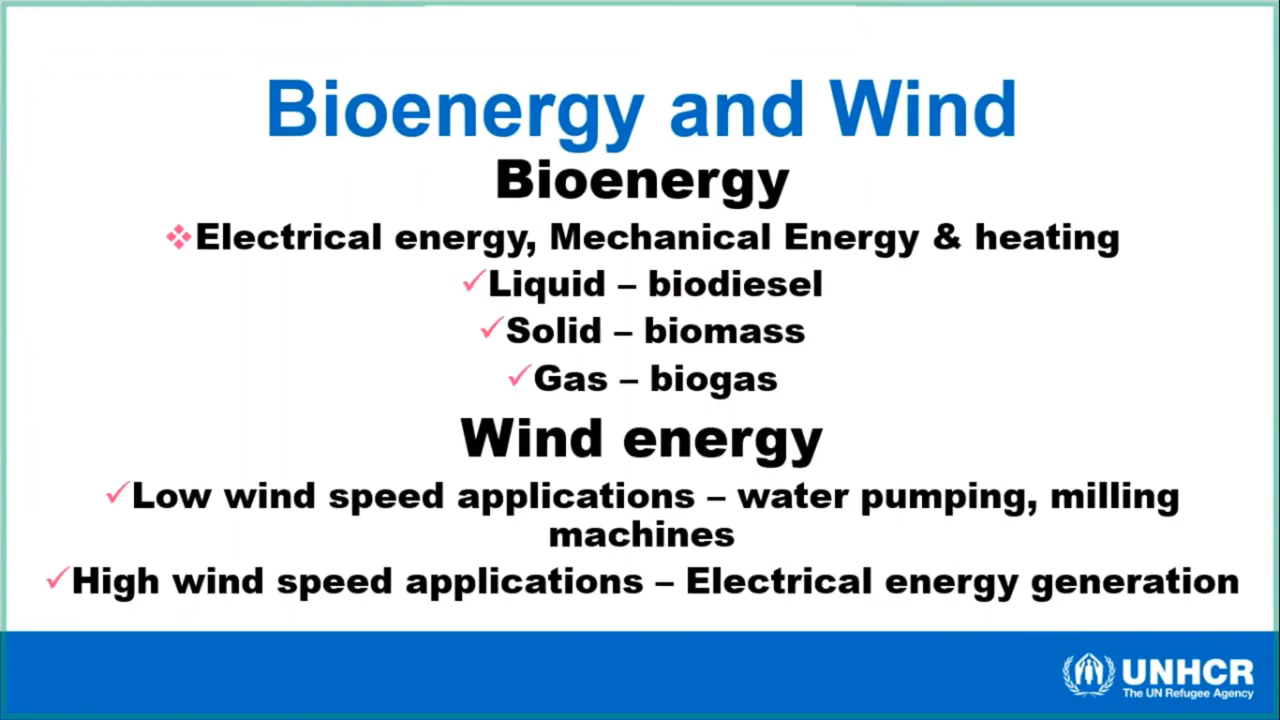 Bioenergy and Wind
Bioenergy
❖Electrical energy, Mechanical Energy & heating
✓Liquid – biodiesel
✓Solid – biomass
✓Gas – biogas
Wind energy
✓Low wind speed applications – water pumping, milling
machines
✓High wind speed applications – Electrical energy generation
UNHCR
The UN Refugee Agency